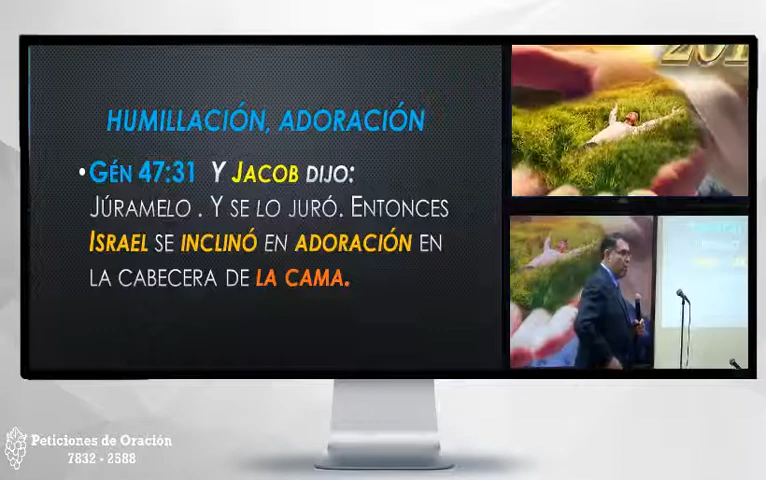 HUMILLACIÓN, ADORACIÓN
• GÉN 47:31 Y JACOB DIJO:
JÚRAMELO . Y SE LO JURÓ. ENTONCES
ISRAEL SE INCLINÓ EN ADORACIÓN EN
LA CABECERA DE LA CAMA.
Peticiones de Oración
7832 - 2588